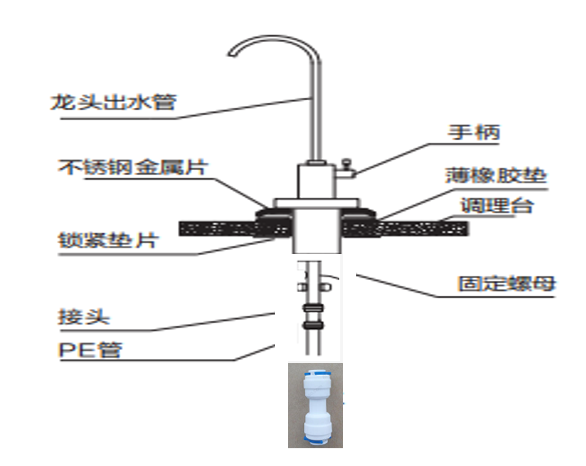 龙头出水管
手柄
不锈钢金属片
薄橡胶垫
调理台
锁紧垫片
固定螺母
接头
PE管